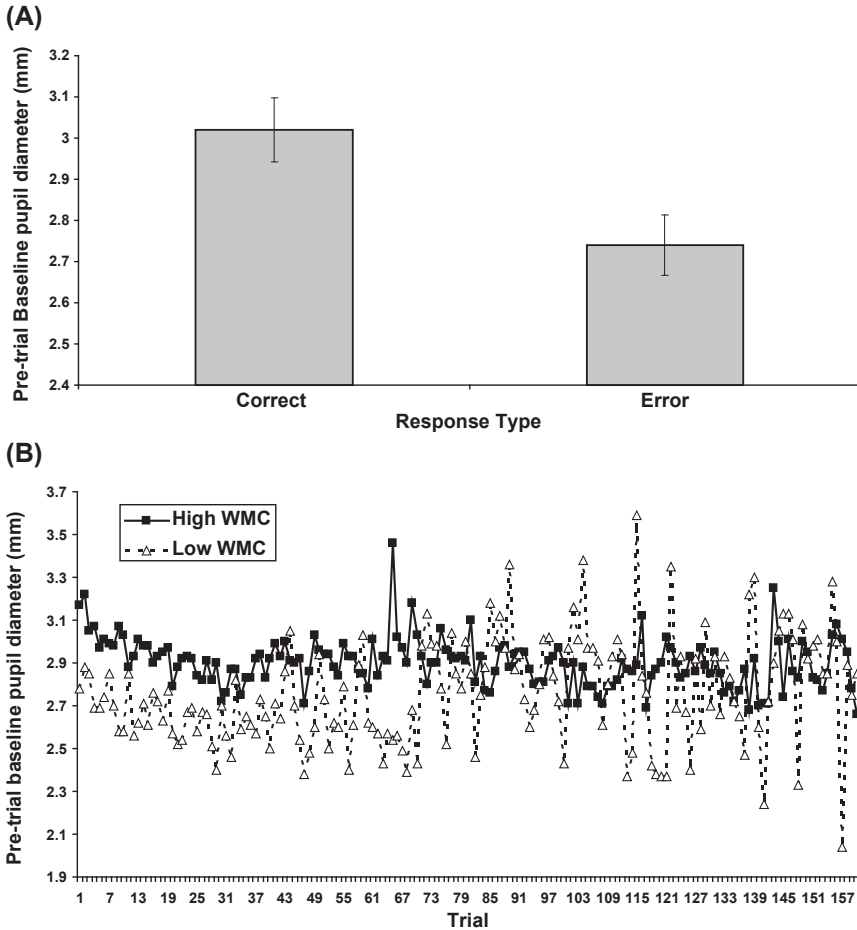 (A)
Pre-trial Baseline pupil diameter (mm)
3.2
3.1
3
2.9
2.8
2.7
2.6
2.5
2.4
Correct
Error
Response Type
(B)
Pre-trial baseline pupil diameter (mm)
3.7
3.5
3.3
3.1
2.9
2.7
2.5
2.3
2.1
1.9
High WMC
Low WMC
1 7 13 19 25 31 37 43 49 55 61 67 73 79 85 91 97 103 109 115 121 127 133 139 145 151 157
Trial